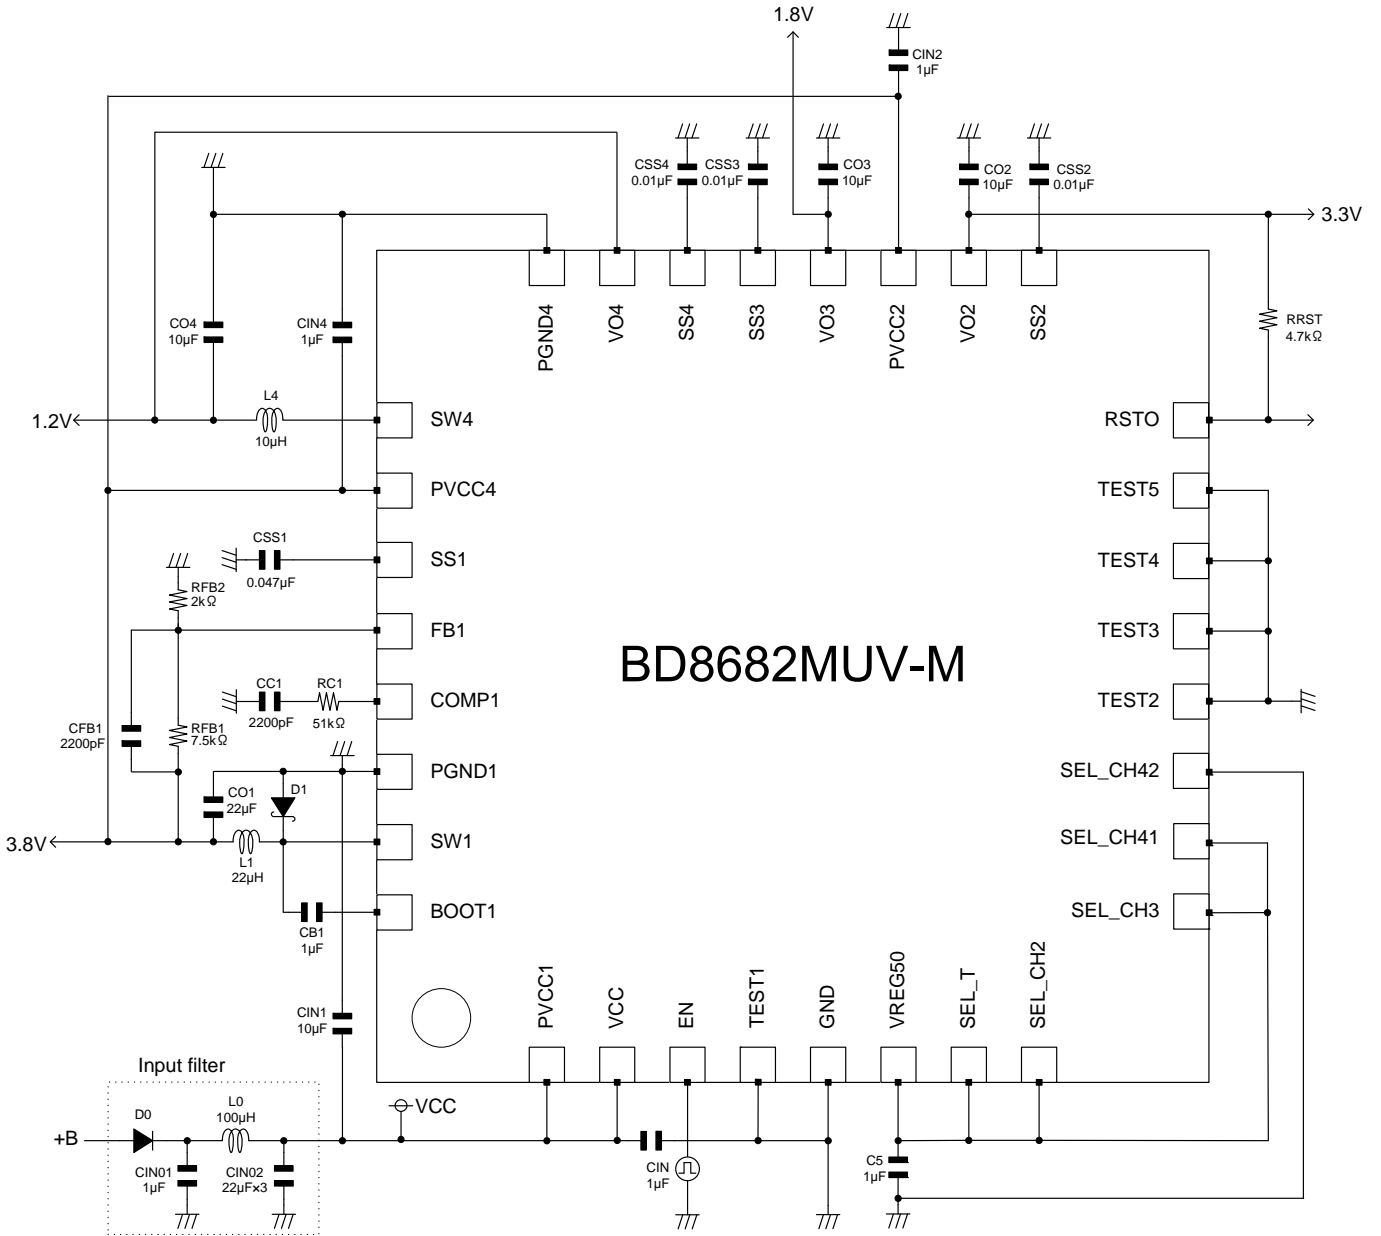 1.8V
CIN2
1µF
CSS4
0.01µF
CSS3
0.01µF
CO3
10µF
CO2
10µF
CSS2
0.01µF
3.3V
PGND4
VO4
SS4
SS3
VO3
PVCC2
VO2
SS2
CO4
10µF
CIN4
1µF
RRST
4.7kΩ
L4
10µH
1.2V
SW4
RSTO
PVCC4
TEST5
CSS1
0.047µF
SS1
TEST4
RFB2
2kΩ
FB1
TEST3
BD8682MUV-M
CC1
2200pF
RC1
51kΩ
COMP1
TEST2
CFB1
2200pF
RFB1
7.5kΩ
PGND1
SEL_CH42
CO1
22µF
D1
3.8V
L1
22µH
SW1
SEL_CH41
CB1
1µF
BOOT1
SEL_CH3
PVCC1
VCC
EN
TEST1
GND
VREG50
SEL_T
SEL_CH2
CIN1
10µF
Input filter
VCC
+B
D0
L0
100µH
CIN01
1µF
CIN02
22µF×3
CIN
1µF
C5
1µF